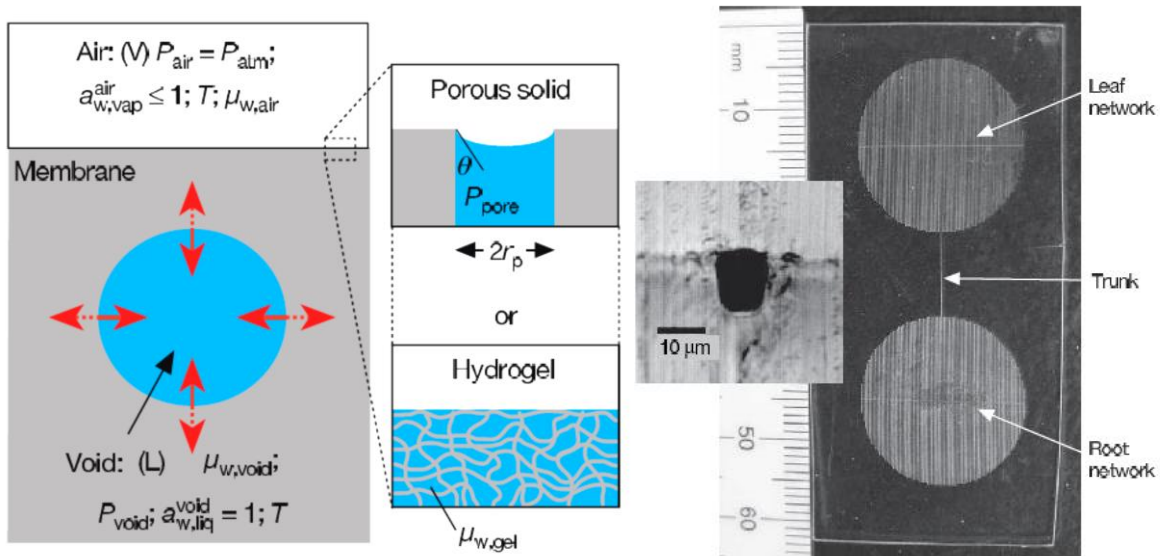 Air: (V) P_air = P_atm;
a^air_w,vap ≤ 1; T; μ_w,air
Membrane
Void: (L) μ_w,void;
P_void; a^void_w,liq = 1; T
Porous solid
θ
P_pore
2r_p
or
Hydrogel
μ_w,gel
10 μm
mm
10
50
60
Leaf
network
Trunk
Root
network